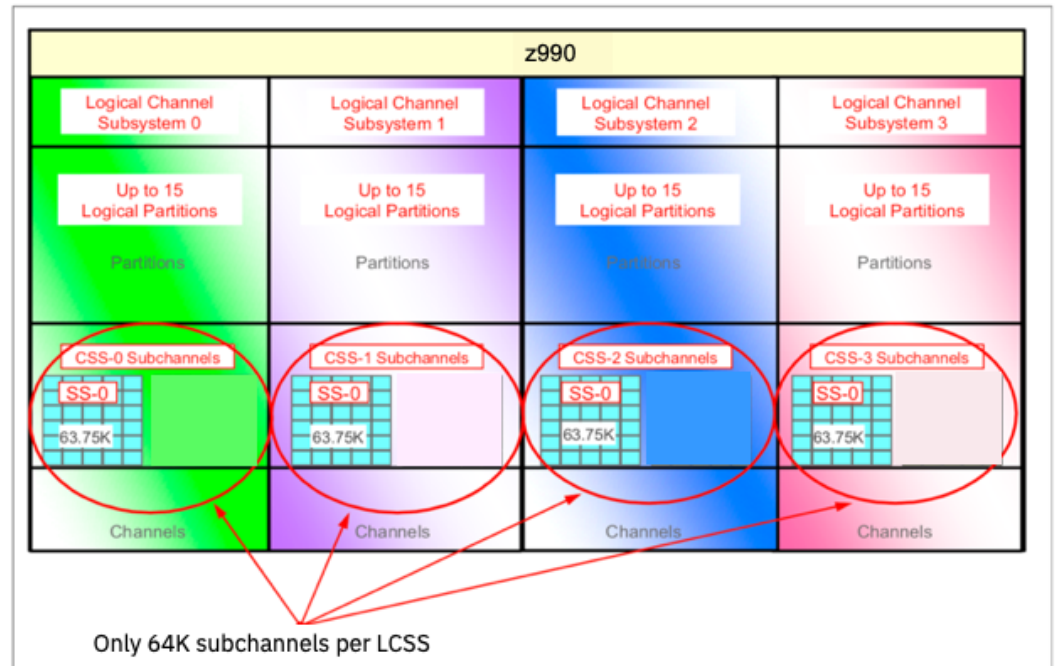 z990
Logical Channel
Subsystem 0
Logical Channel
Subsystem 1
Logical Channel
Subsystem 2
Logical Channel
Subsystem 3
Up to 15
Logical Partitions
Up to 15
Logical Partitions
Up to 15
Logical Partitions
Up to 15
Logical Partitions
Partitions
Partitions
Partitions
Partitions
CSS-0 Subchannels
CSS-1 Subchannels
CSS-2 Subchannels
CSS-3 Subchannels
SS-0
SS-0
SS-0
SS-0
63.75K
63.75K
63.75K
63.75K
Channels
Channels
Channels
Channels
Only 64K subchannels per LCSS